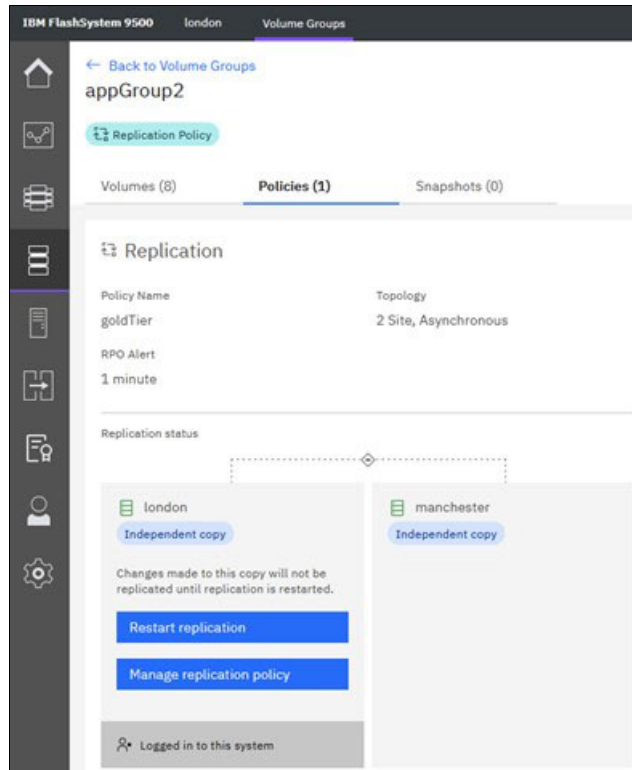 IBM FlashSystem 9500 london Volume Groups
← Back to Volume Groups
appGroup2
Replication Policy
Volumes (8) Policies (1) Snapshots (0)
Replication
Policy Name Topology
goldTier 2 Site, Asynchronous
RPO Alert
1 minute
Replication status
london manchester
Independent copy Independent copy
Changes made to this copy will not be
replicated until replication is restarted.
Restart replication
Manage replication policy
Logged in to this system